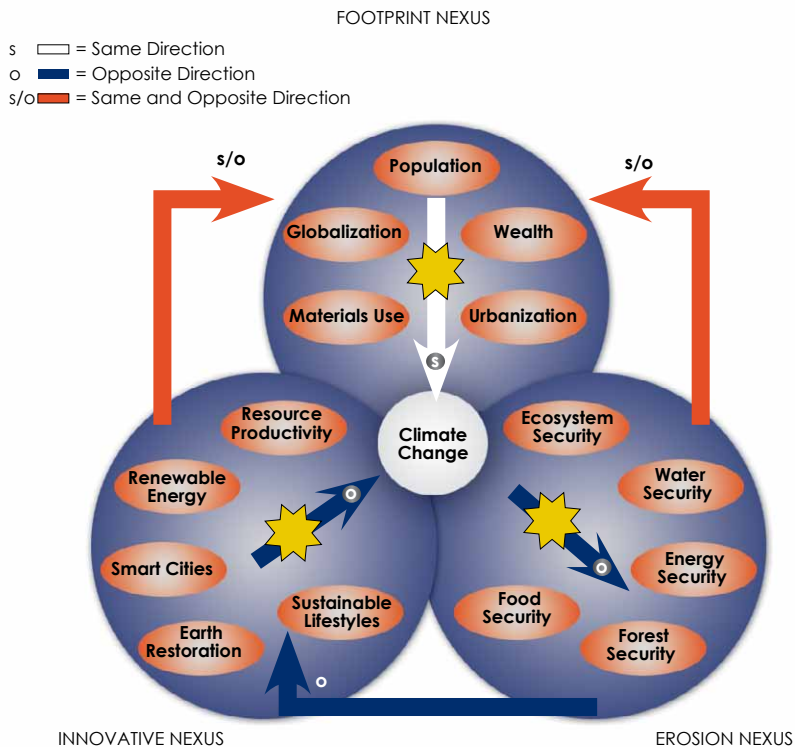 FOOTPRINT NEXUS
s = Same Direction
o = Opposite Direction
s/o = Same and Opposite Direction
s/o
s/o
Population
Globalization
Wealth
Materials Use
Urbanization
s
Climate
Change
Resource
Productivity
Renewable
Energy
Smart Cities
Earth
Restoration
Sustainable
Lifestyles
o
Ecosystem
Security
Water
Security
Energy
Security
Forest
Security
Food
Security
o
o
INNOVATIVE NEXUS
EROSION NEXUS